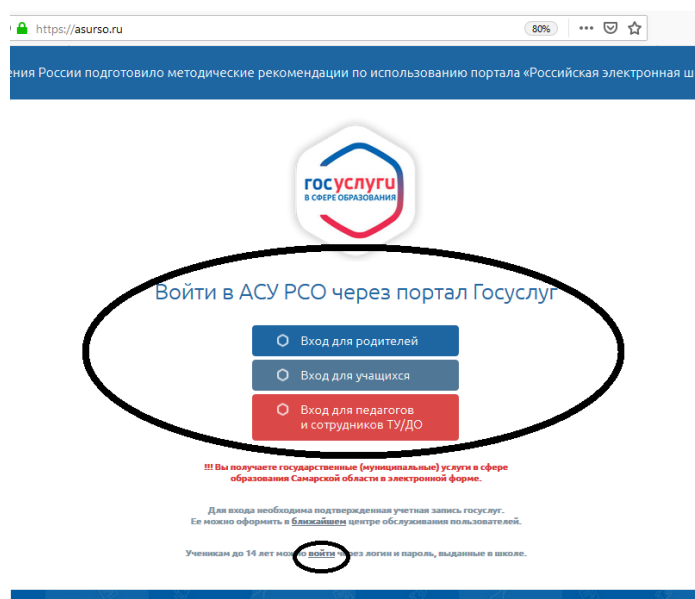 https://asurso.ru
80%
ния России подготовило методические рекомендации по использованию портала «Российская электронная ш
госуслуги
В СФЕРЕ ОБРАЗОВАНИЯ
Войти в АСУ РСО через портал Госуслуг
Вход для родителей
Вход для учащихся
Вход для педагогов
и сотрудников ТУ/ДО
!!! Вы получаете государственные (муниципальные) услуги в сфере
образования Самарской области в электронной форме.
Для входа необходима подтвержденная учетная запись госуслуг.
Ее можно оформить в ближайшем центре обслуживания пользователей.
Ученикам до 14 лет можно войти через логин и пароль, выданные в школе.